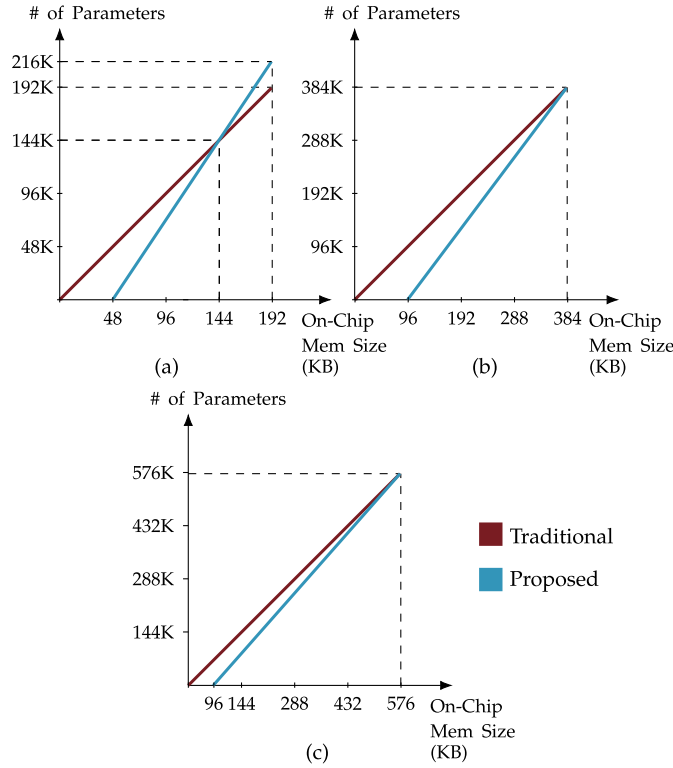 # of Parameters
216K
192K
144K
96K
48K
48 96 144 192 On-Chip
Mem Size
(KB)
(a)
# of Parameters
384K
288K
192K
96K
96 192 288 384 On-Chip
Mem Size
(KB)
(b)
# of Parameters
576K
432K
288K
144K
96 144 288 432 576 On-Chip
Mem Size
(KB)
(c)
Traditional
Proposed